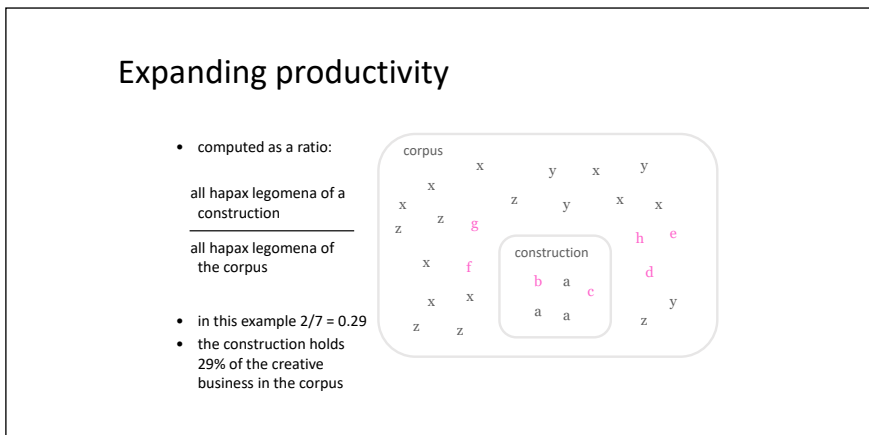 Expanding productivity
• computed as a ratio:
all hapax legomena of a
construction
all hapax legomena of
the corpus
• in this example 2/7 = 0.29
• the construction holds
29% of the creative
business in the corpus
corpus
x y x y
x
x z y x x
z z g h e
construction
x f b a c d
x x a a y
z z z